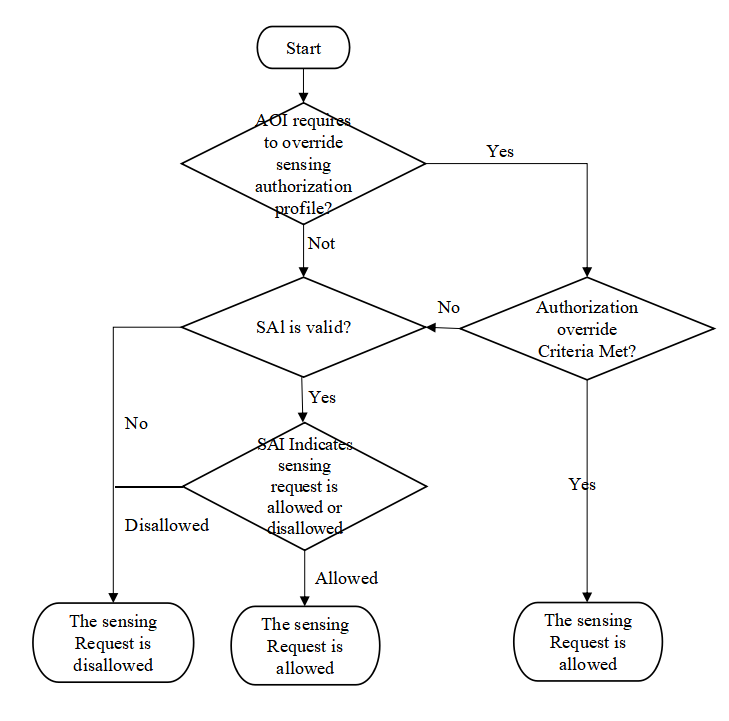 Start
AOI requires
to override
sensing
authorization
profile?
Yes
Not
SAl is valid?
No
Authorization
override
Criteria Met?
Yes
No
SAI Indicates
sensing
request is
allowed or
disallowed
Yes
Disallowed
Allowed
The sensing
Request is
disallowed
The sensing
Request is
allowed
The sensing
Request is
allowed